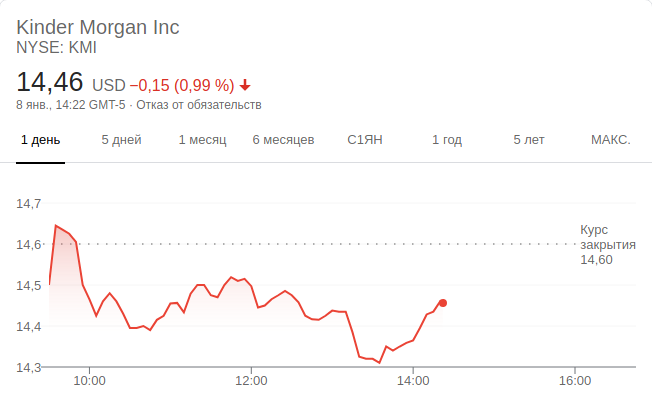 Kinder Morgan Inc
NYSE: KMI
14,46 USD −0,15 (0,99 %)
8 янв., 14:22 GMT-5 · Отказ от обязательств
1 день 5 дней 1 месяц 6 месяцев С1ЯН 1 год 5 лет МАКС.
14,7
Курс
14,6 закрытия
14,60
14,5
14,4
14,3
10:00 12:00 14:00 16:00